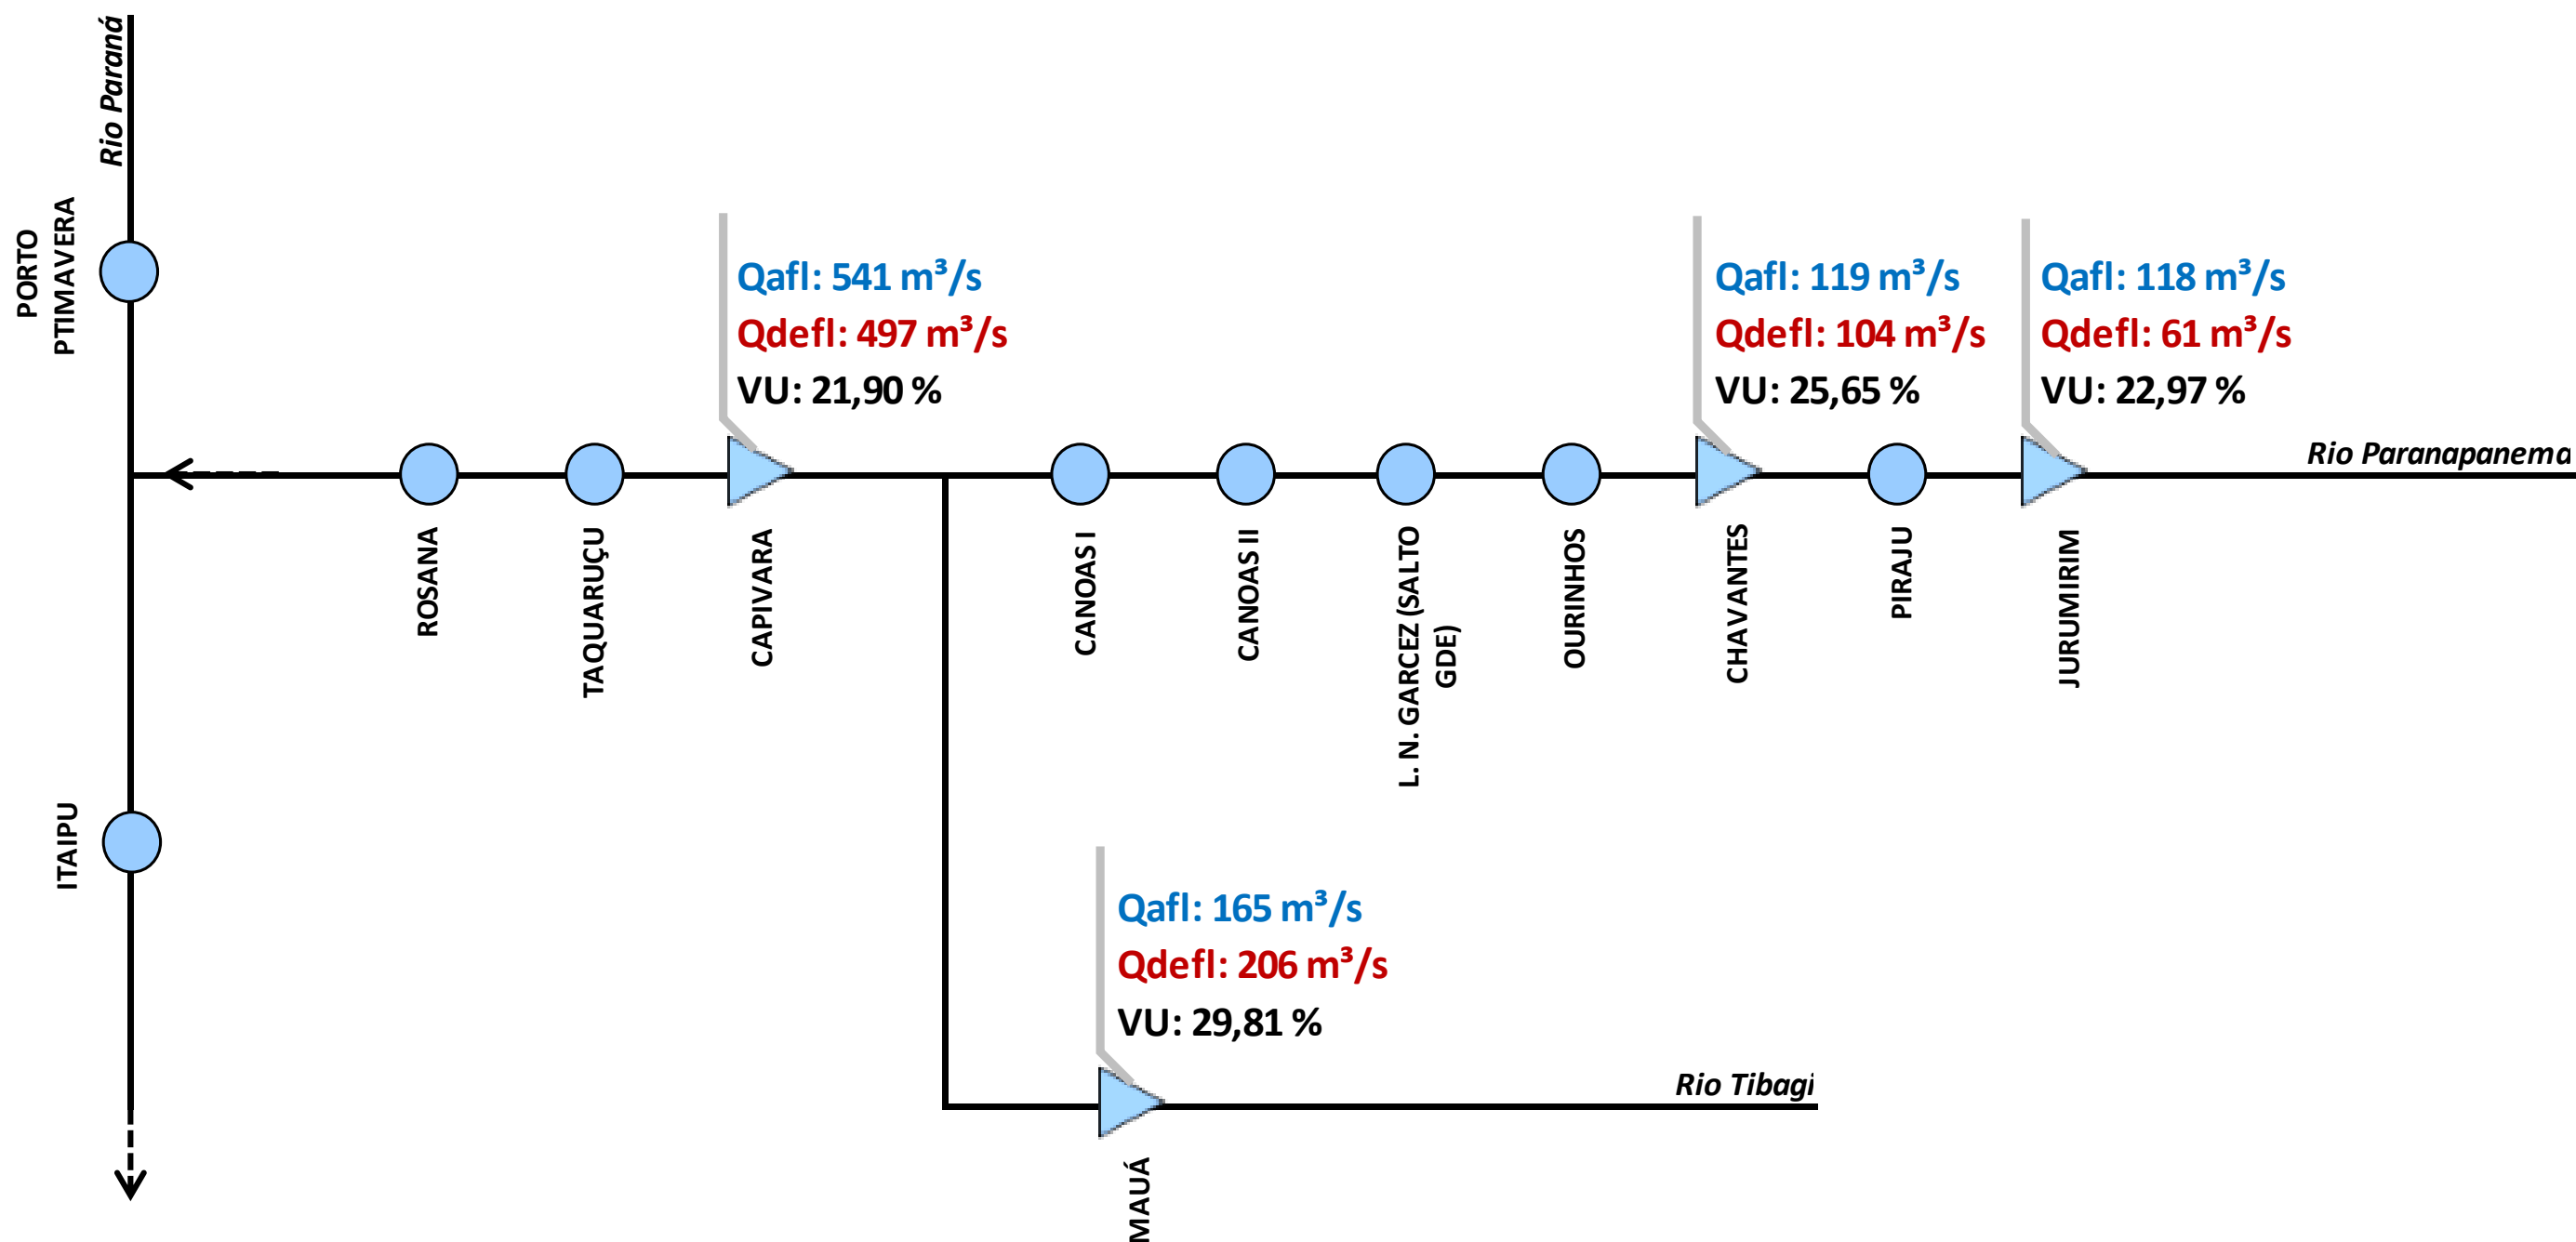 Rio Paraná
PORTO
PTIMAVERA
Qafl: 541 m³/s
Qdefl: 497 m³/s
VU: 21,90 %
Qafl: 119 m³/s
Qdefl: 104 m³/s
VU: 25,65 %
Qafl: 118 m³/s
Qdefl: 61 m³/s
VU: 22,97 %
Rio Paranapanema
ROSANA
TAQUARUÇU
CAPIVARA
CANOAS I
CANOAS II
L. N. GARCEZ (SALTO
GDE)
OURINHOS
CHAVANTES
PIRAJU
JURUMIRIM
ITAIPU
Qafl: 165 m³/s
Qdefl: 206 m³/s
VU: 29,81 %
Rio Tibagi
MAUÁ